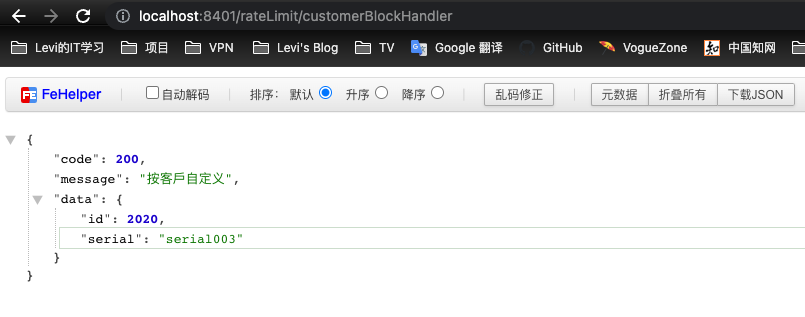 localhost:8401/rateLimit/customerBlockHandler
Levi的IT学习 项目 VPN Levi's Blog TV Google 翻译 GitHub VogueZone 知 中国知网
FeHelper 自动解码 排序: 默认 升序 降序 乱码修正 元数据 折叠所有 下载JSON
{
"code": 200,
"message": "按客戶自定义",
"data": {
"id": 2020,
"serial": "serial003"
}
}